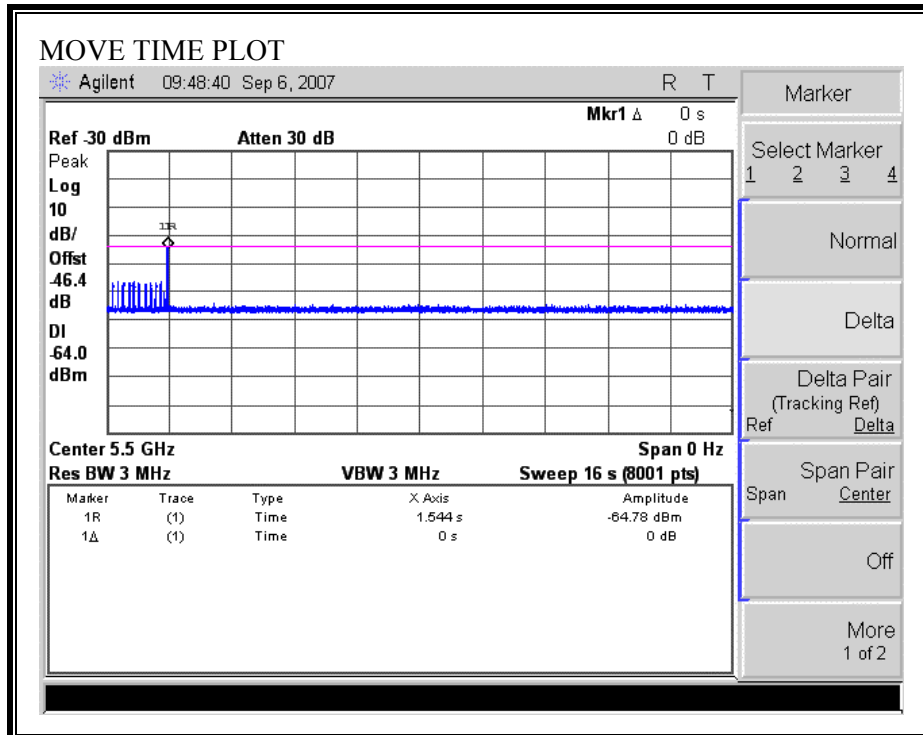 MOVE TIME PLOT
Agilent 09:48:40 Sep 6, 2007 R T
Mkr1 Δ 0 s
Ref -30 dBm Atten 30 dB 0 dB
Peak
Log
10
dB/
Offst
-46.4
dB
DI
-64.0
dBm
1R
Center 5.5 GHz Span 0 Hz
Res BW 3 MHz VBW 3 MHz Sweep 16 s (8001 pts)
Marker Trace Type X Axis Amplitude
1R (1) Time 1.544 s -64.78 dBm
1Δ (1) Time 0 s 0 dB
Marker
Select Marker
1 2 3 4
Normal
Delta
Delta Pair
(Tracking Ref)
Ref Delta
Span Pair
Span Center
Off
More
1 of 2